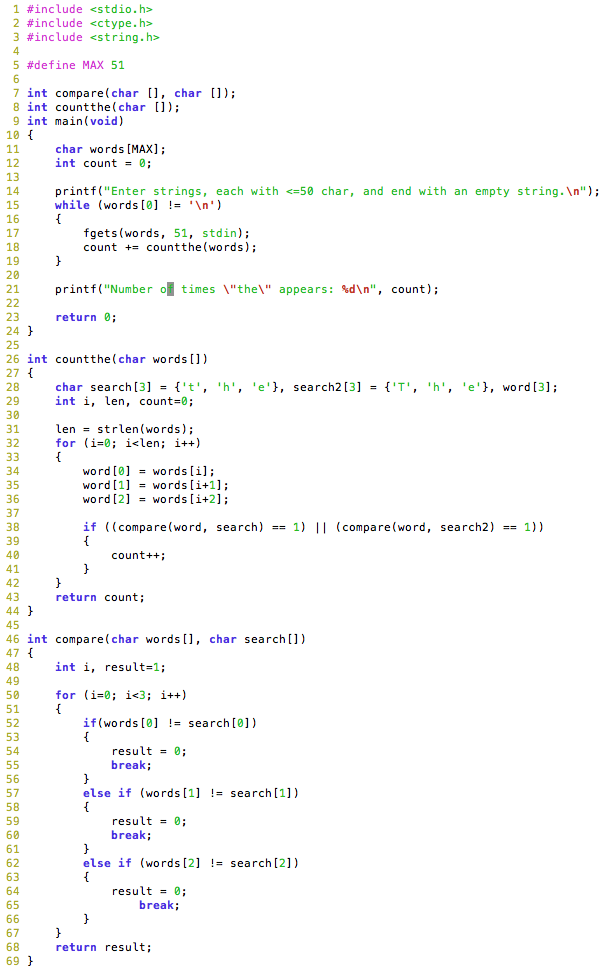 1 #include <stdio.h>
2 #include <ctype.h>
3 #include <string.h>
4
5 #define MAX 51
6
7 int compare(char [], char []);
8 int countthe(char []);
9 int main(void)
10 {
11     char words[MAX];
12     int count = 0;
13
14     printf("Enter strings, each with <=50 char, and end with an empty string.\n");
15     while (words[0] != '\n')
16     {
17         fgets(words, 51, stdin);
18         count += countthe(words);
19     }
20
21     printf("Number of times \"the\" appears: %d\n", count);
22
23     return 0;
24 }
25
26 int countthe(char words[])
27 {
28     char search[3] = {'t', 'h', 'e'}, search2[3] = {'T', 'h', 'e'}, word[3];
29     int i, len, count=0;
30
31     len = strlen(words);
32     for (i=0; i<len; i++)
33     {
34         word[0] = words[i];
35         word[1] = words[i+1];
36         word[2] = words[i+2];
37
38         if ((compare(word, search) == 1) || (compare(word, search2) == 1))
39         {
40             count++;
41         }
42     }
43     return count;
44 }
45
46 int compare(char words[], char search[])
47 {
48     int i, result=1;
49
50     for (i=0; i<3; i++)
51     {
52         if(words[0] != search[0])
53         {
54             result = 0;
55             break;
56         }
57         else if (words[1] != search[1])
58         {
59             result = 0;
60             break;
61         }
62         else if (words[2] != search[2])
63         {
64             result = 0;
65                 break;
66         }
67     }
68     return result;
69 }